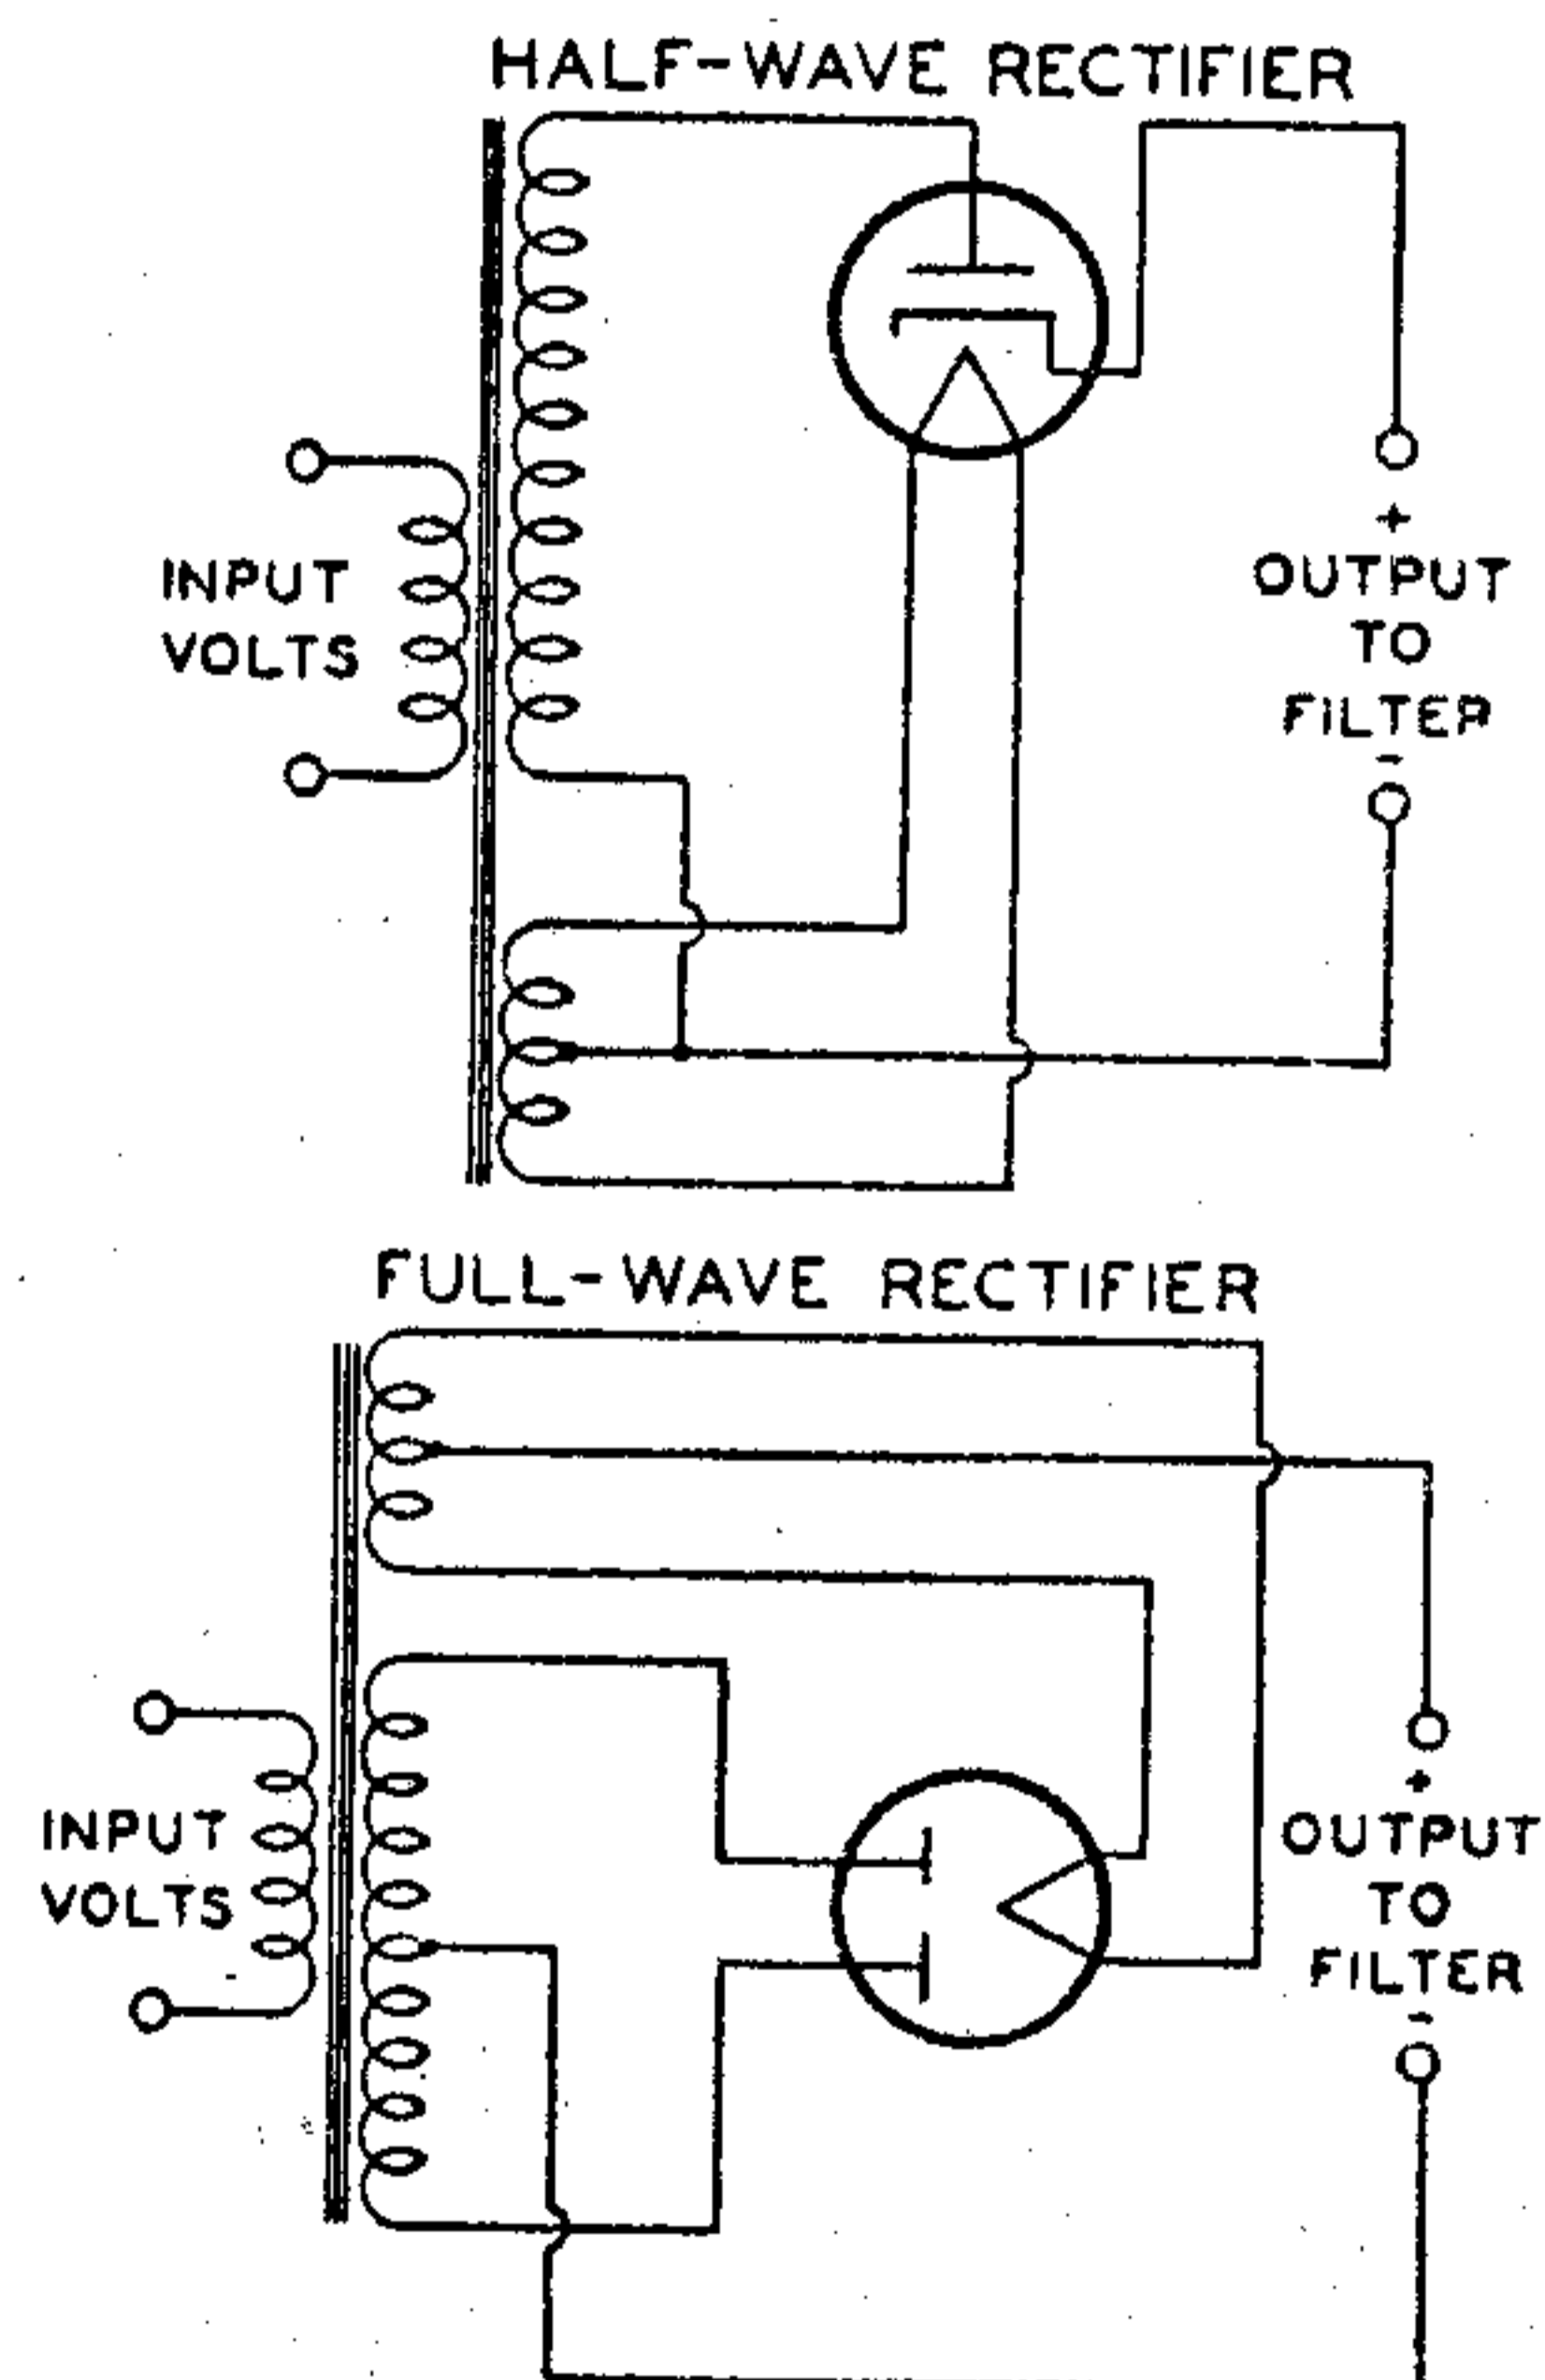 HALF-WAVE RECTIFIER
INPUT
VOLTS
+
OUTPUT
TO
FILTER
-
FULL-WAVE RECTIFIER
INPUT
VOLTS
+
OUTPUT
TO
FILTER
-